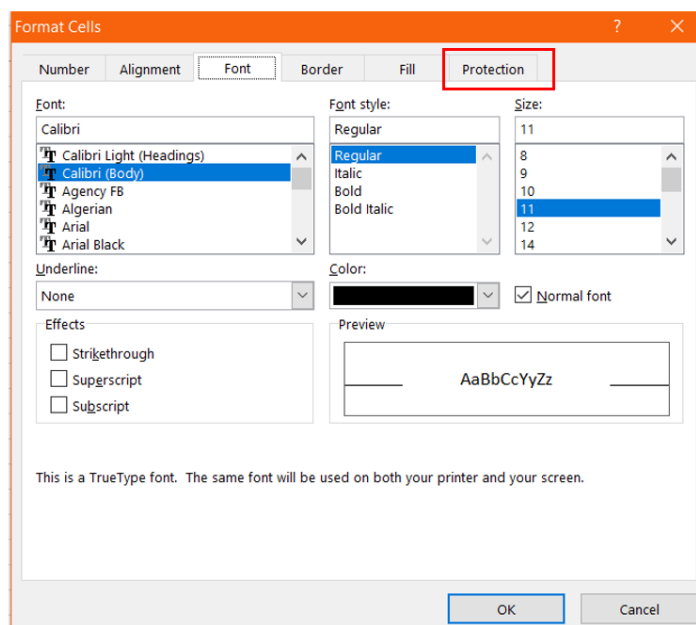 Format Cells ?
Number Alignment Font Border Fill Protection
Font: Font style: Size:
Calibri Regular 11
Calibri Light (Headings) Regular 8
Calibri (Body) Italic 9
Agency FB Bold 10
Algerian Bold Italic 11
Arial 12
Arial Black 14
Underline: Color:
None Normal font
Effects Preview
Strikethrough
Superscript AaBbCcYyZz
Subscript
This is a TrueType font. The same font will be used on both your printer and your screen.
OK Cancel